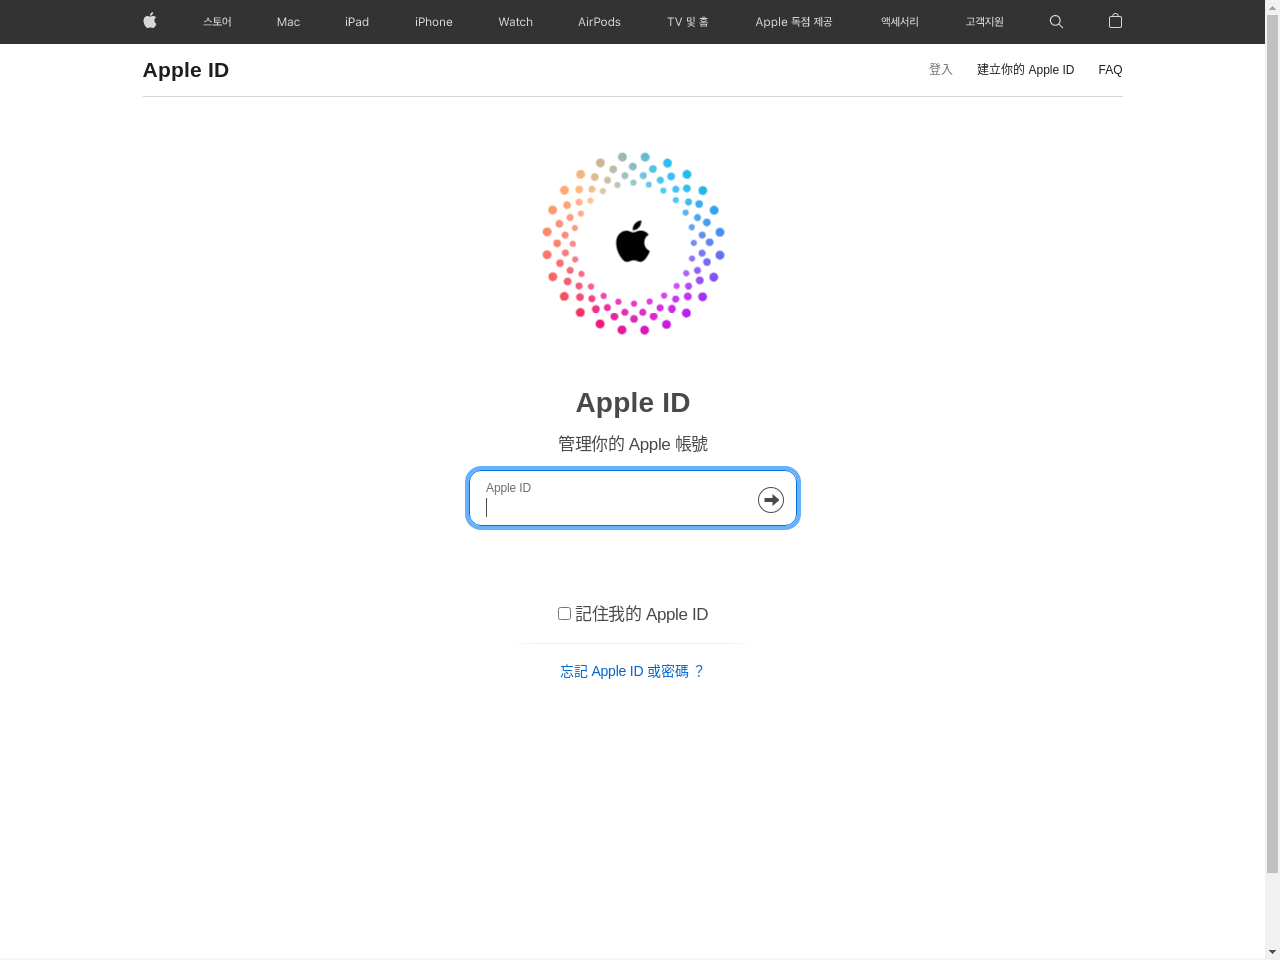 스토어 Mac iPad iPhone Watch AirPods TV 및 홈 Apple 독점 제공 액세서리 고객지원
Apple ID 登入 建立你的 Apple ID FAQ
Apple ID
管理你的 Apple 帳號
Apple ID
記住我的 Apple ID
忘記 Apple ID 或密碼 ？